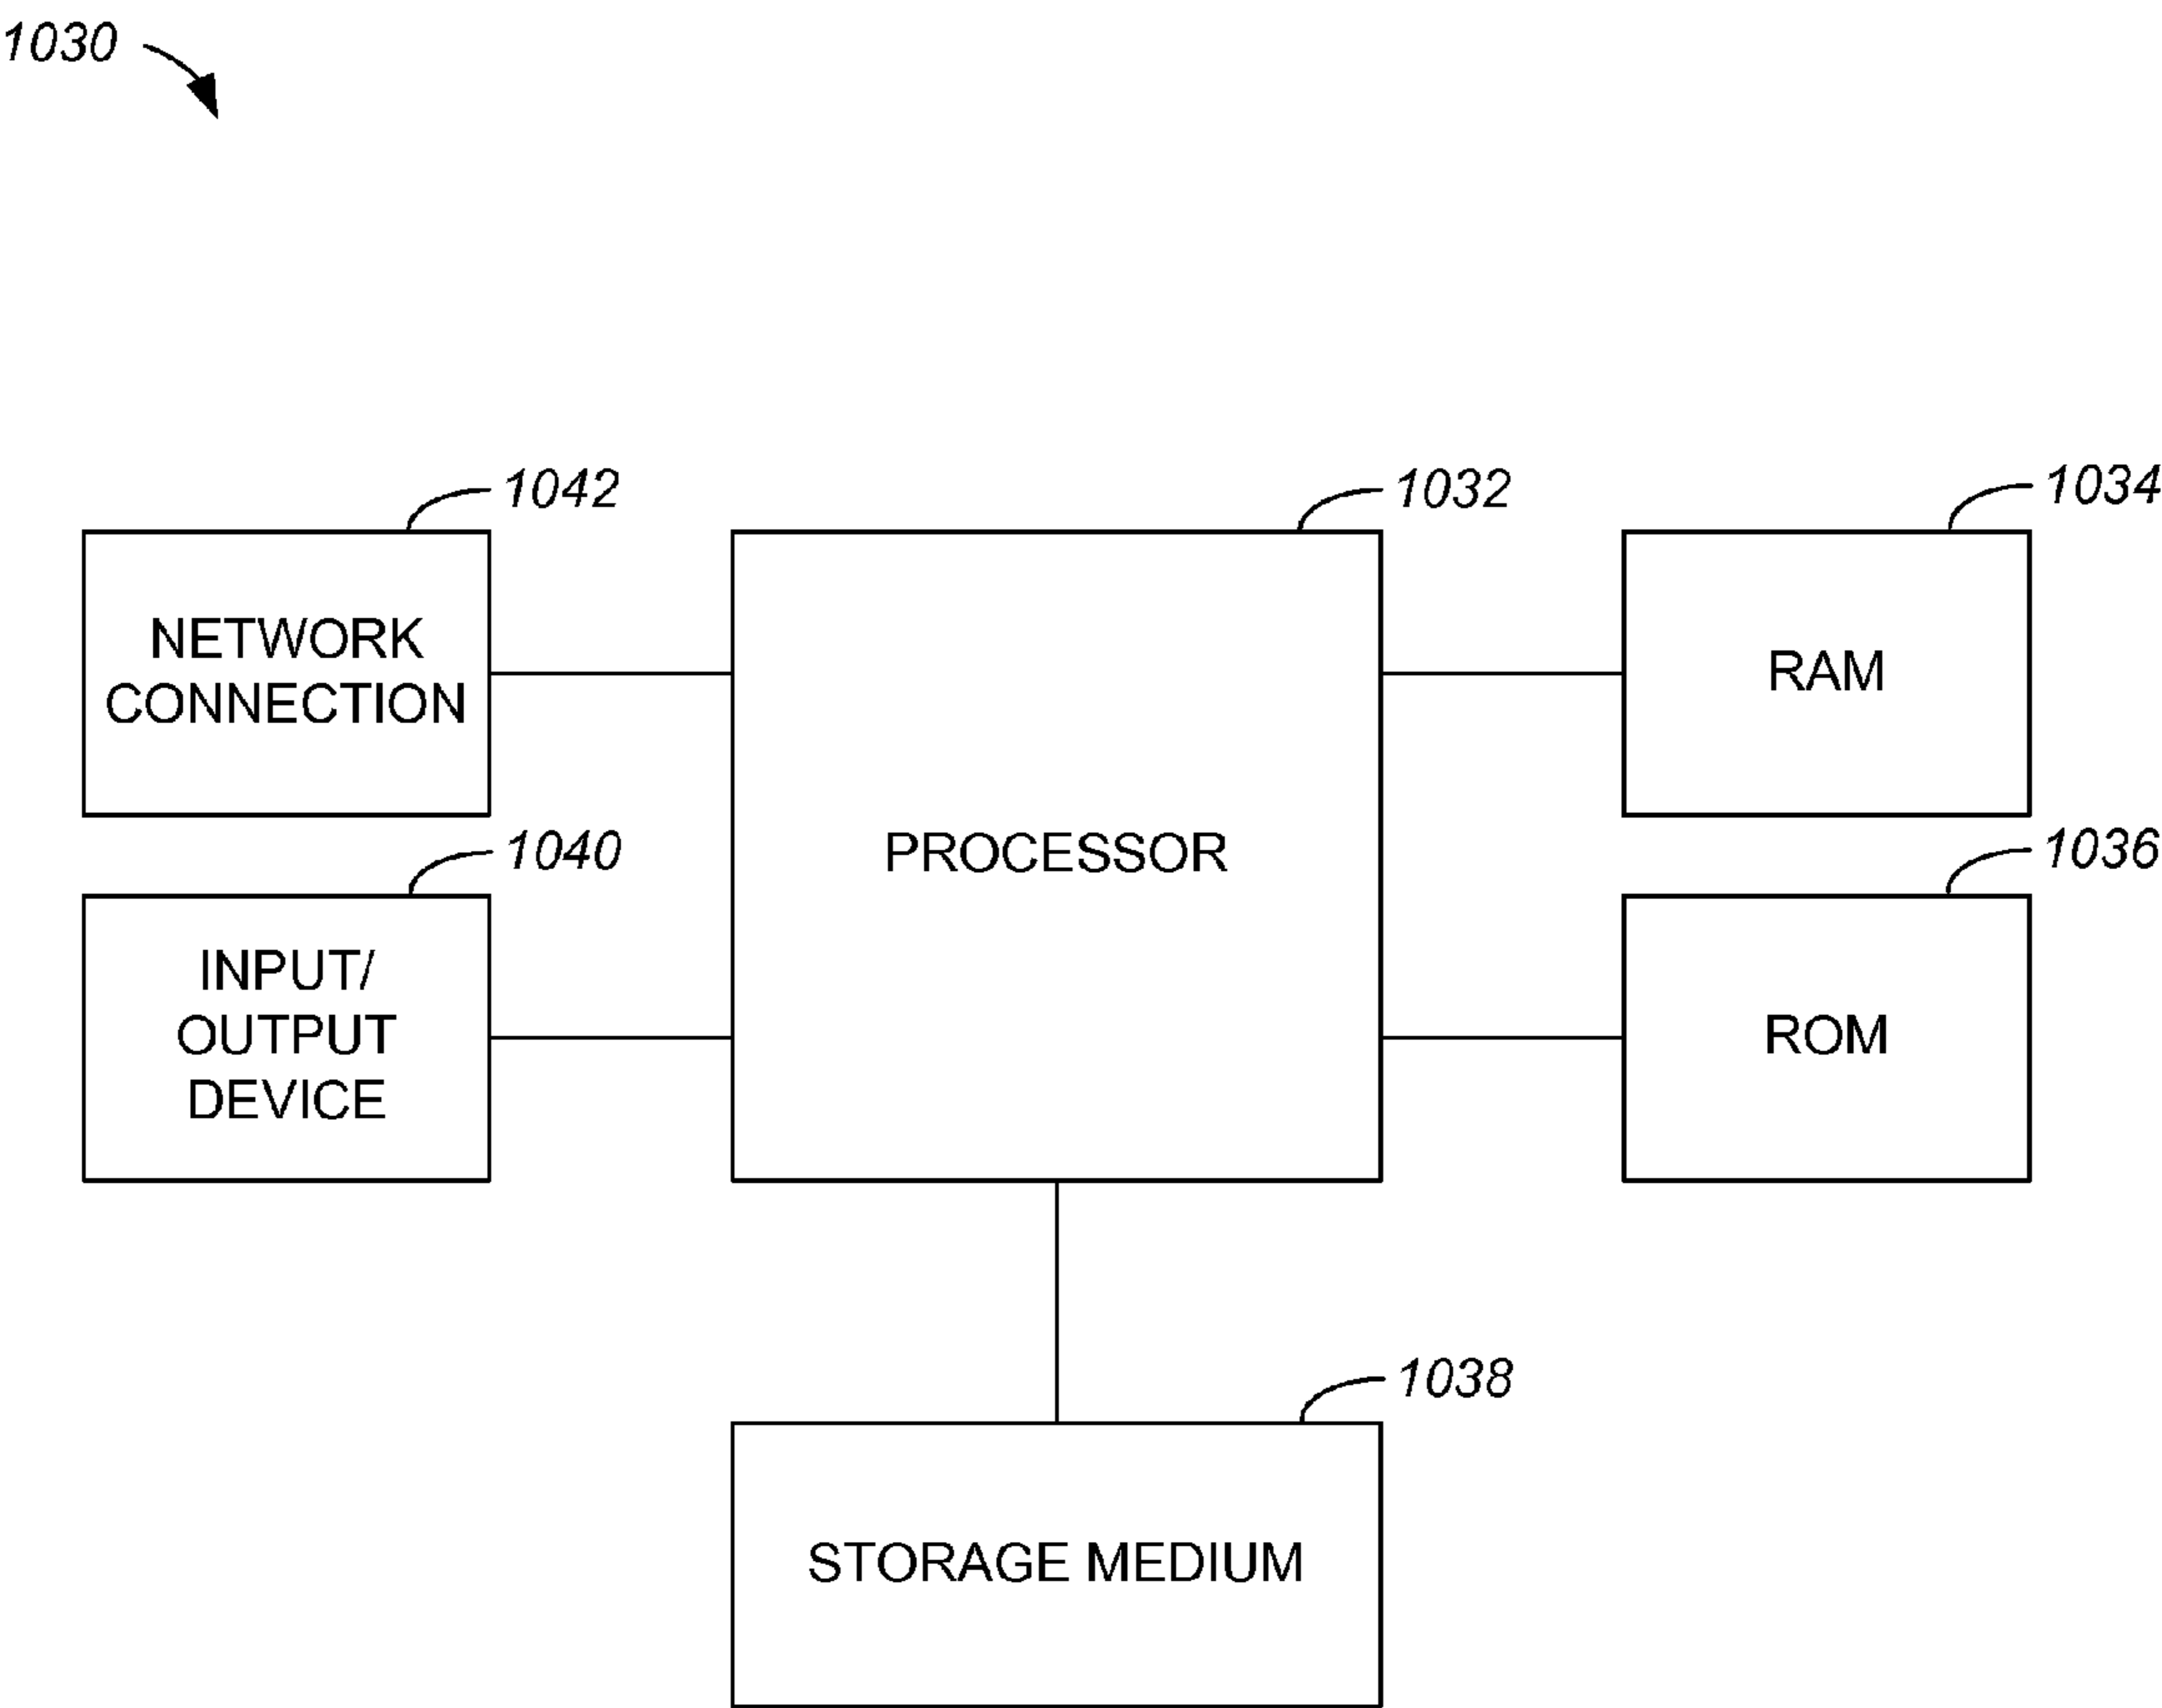 1030
1042
1032
1034
NETWORK
CONNECTION
RAM
PROCESSOR
1040
1036
INPUT/
OUTPUT
DEVICE
ROM
1038
STORAGE MEDIUM